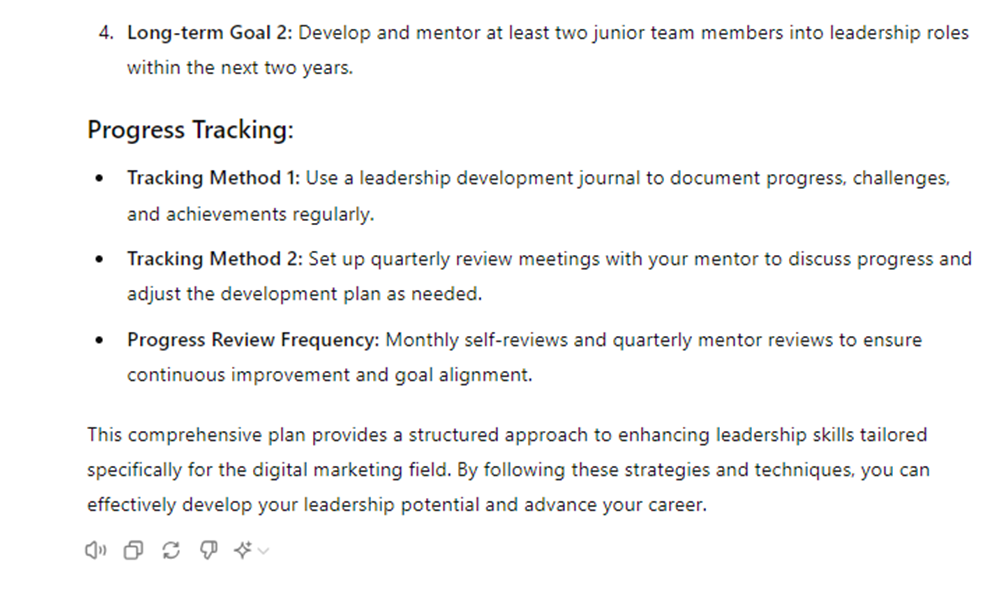 4. Long-term Goal 2: Develop and mentor at least two junior team members into leadership roles
within the next two years.
Progress Tracking:
• Tracking Method 1: Use a leadership development journal to document progress, challenges,
and achievements regularly.
• Tracking Method 2: Set up quarterly review meetings with your mentor to discuss progress and
adjust the development plan as needed.
• Progress Review Frequency: Monthly self-reviews and quarterly mentor reviews to ensure
continuous improvement and goal alignment.
This comprehensive plan provides a structured approach to enhancing leadership skills tailored
specifically for the digital marketing field. By following these strategies and techniques, you can
effectively develop your leadership potential and advance your career.